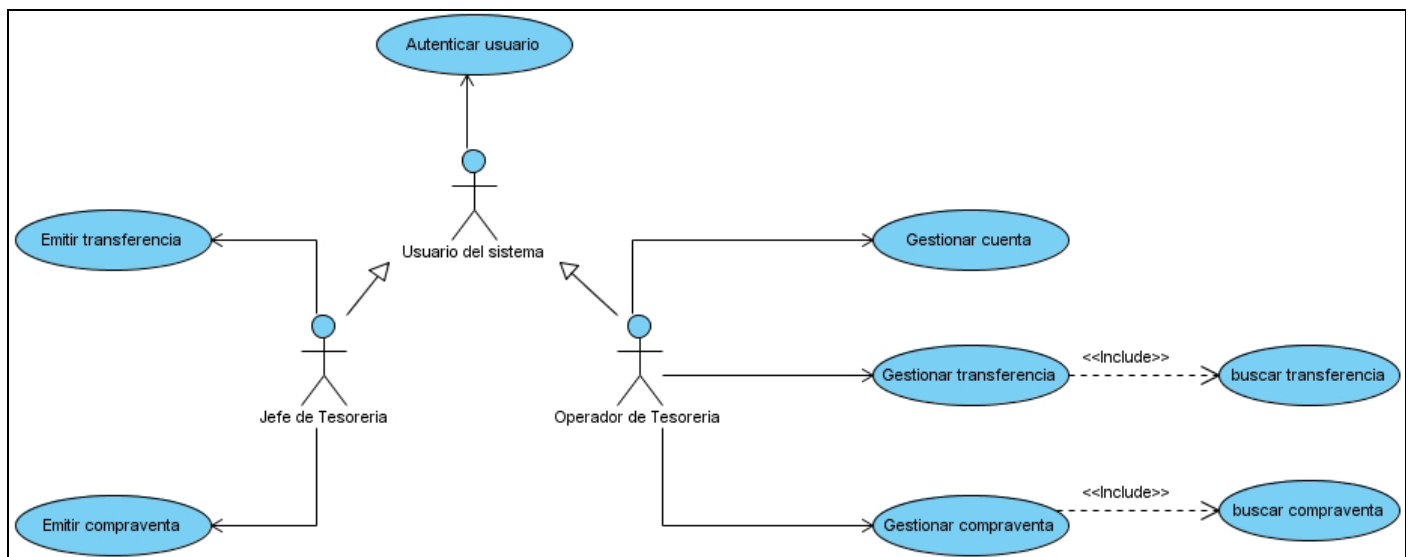 Autenticar usuario
Emitir transferencia
Usuario del sistema
Gestionar cuenta
<<Include>>
Gestionar transferencia
buscar transferencia
Jefe de Tesoreria
Operador de Tesoreria
<<Include>>
Emitir compraventa
Gestionar compraventa
buscar compraventa